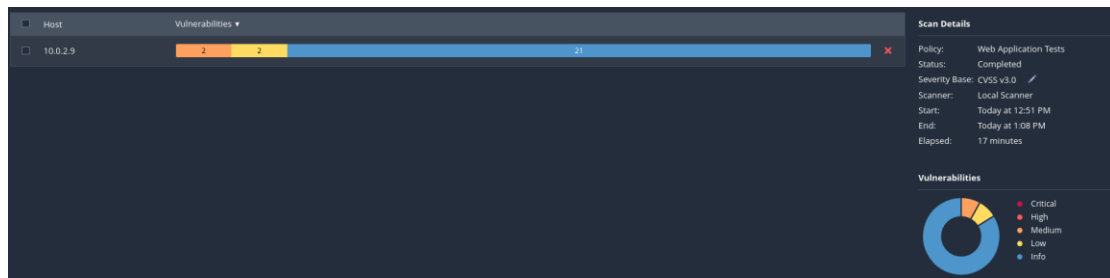 Host Vulnerabilities ▼
10.0.2.9 2 2 21
Scan Details
Policy: Web Application Tests
Status: Completed
Severity Base: CVSS v3.0
Scanner: Local Scanner
Start: Today at 12:51 PM
End: Today at 1:08 PM
Elapsed: 17 minutes
Vulnerabilities
Critical
High
Medium
Low
Info